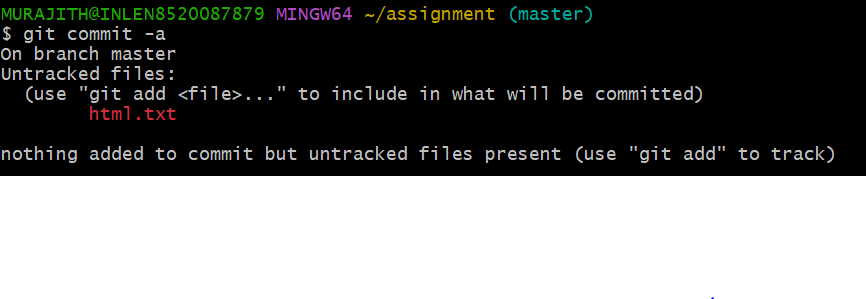 MURAJITH@INLEN8520087879 MINGW64 ~/assignment (master)
$ git commit -a
On branch master
Untracked files:
  (use "git add <file>..." to include in what will be committed)
        html.txt

nothing added to commit but untracked files present (use "git add" to track)